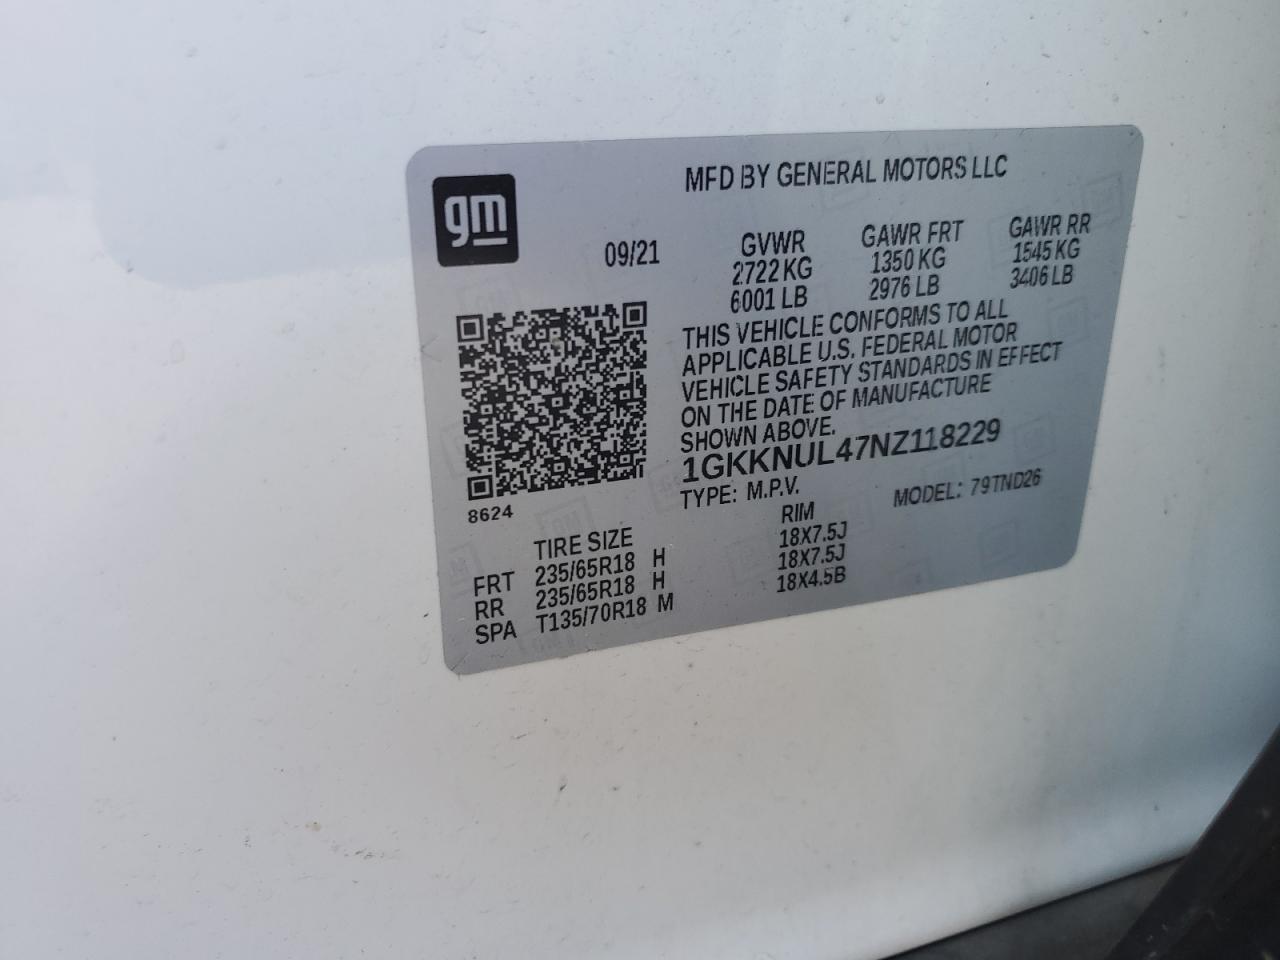 gm
MFD BY GENERAL MOTORS LLC
09/21
GVWR
2722 KG
6001 LB
GAWR FRT
1350 KG
2976 LB
GAWR RR
1545 KG
3406 LB
THIS VEHICLE CONFORMS TO ALL
APPLICABLE U.S. FEDERAL MOTOR
VEHICLE SAFETY STANDARDS IN EFFECT
ON THE DATE OF MANUFACTURE
SHOWN ABOVE.
1GKKNUL47NZ118229
TYPE: M.P.V. MODEL: 79TND26
8624
TIRE SIZE RIM
FRT 235/65R18 H 18X7.5J
RR 235/65R18 H 18X7.5J
SPA T135/70R18 M 18X4.5B